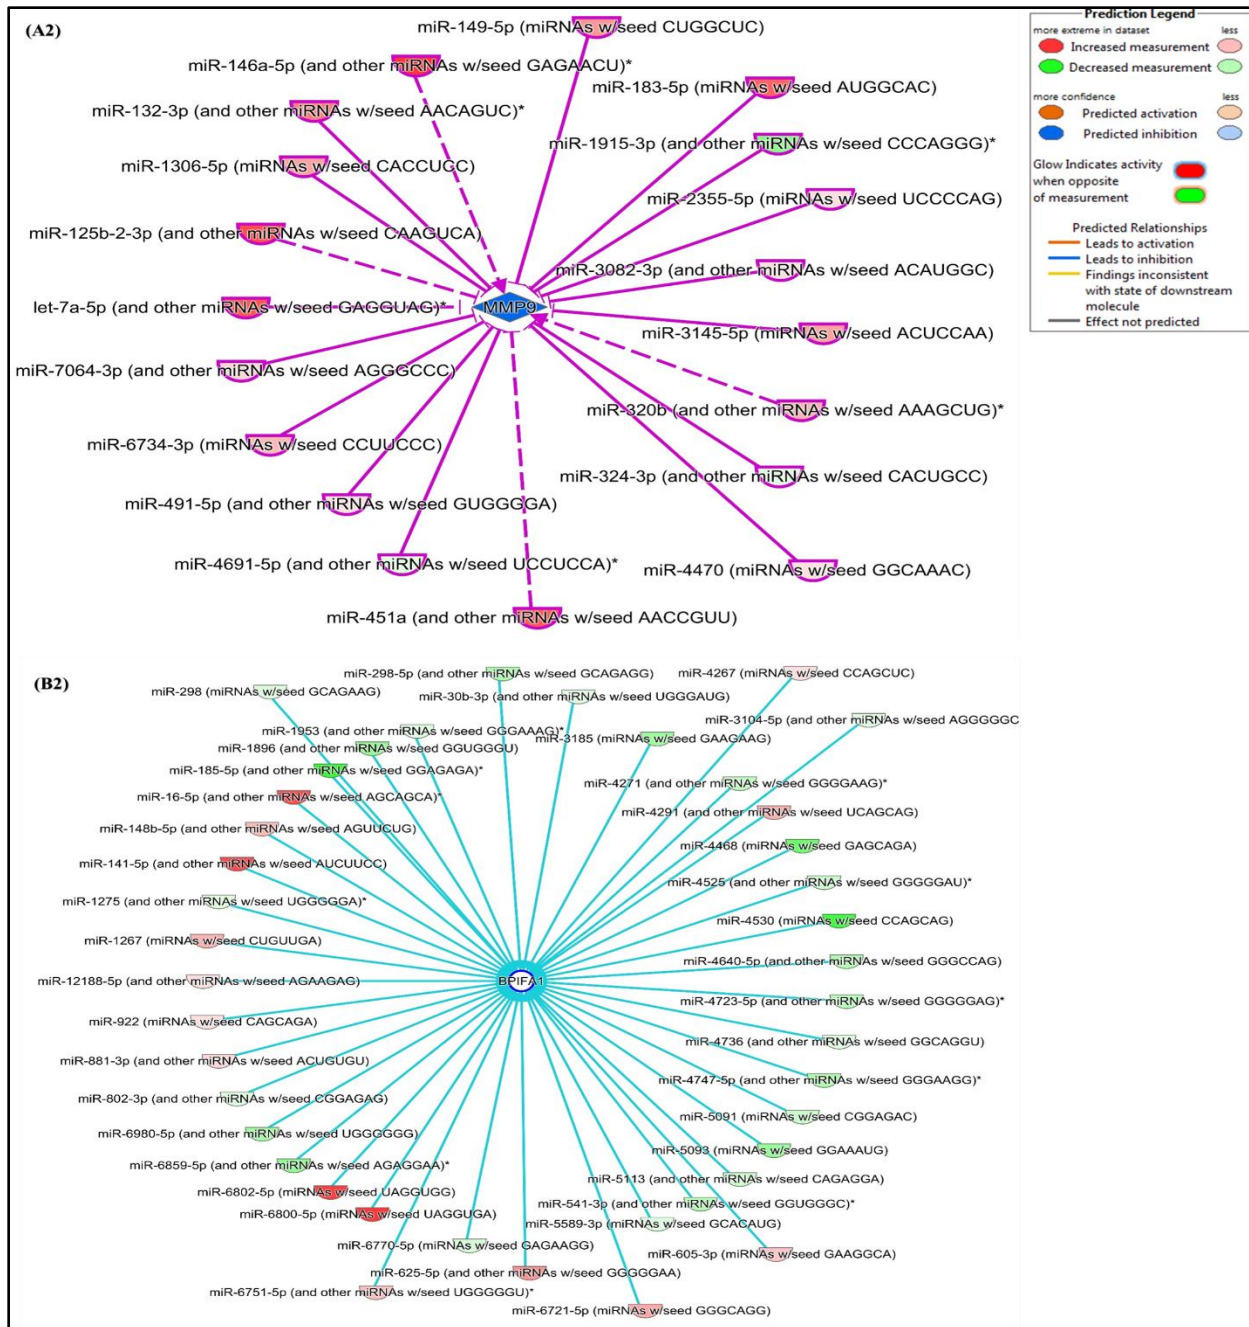 (A2)
miR-149-5p (miRNAs w/seed CUGGCUC)
miR-146a-5p (and other miRNAs w/seed GAGAACU)*
miR-183-5p (miRNAs w/seed AUGGCAC)
miR-132-3p (and other miRNAs w/seed AACAGUC)*
miR-1915-3p (and other miRNAs w/seed CCCAGGG)*
miR-1306-5p (miRNAs w/seed CACCUGC)
miR-2355-5p (miRNAs w/seed UCCCCAG)
miR-125b-2-3p (and other miRNAs w/seed CAAGUCA)
miR-3082-3p (and other miRNAs w/seed ACAUGGC)
let-7a-5p (and other miRNAs w/seed GAGGUAG)*
MMP9
miR-3145-5p (miRNAs w/seed ACUCCAA)
miR-7064-3p (and other miRNAs w/seed AGGGCCC)
miR-320b (and other miRNAs w/seed AAAGCUG)*
miR-6734-3p (miRNAs w/seed CCUUCCC)
miR-324-3p (and other miRNAs w/seed CACUGCC)
miR-491-5p (and other miRNAs w/seed GUGGGGA)
miR-4691-5p (and other miRNAs w/seed UCCUCCA)*
miR-4470 (miRNAs w/seed GGCAAAC)
miR-451a (and other miRNAs w/seed AACCGUU)
Prediction Legend
more extreme in dataset less
Increased measurement
Decreased measurement
more confidence less
Predicted activation
Predicted inhibition
Glow Indicates activity
when opposite
of measurement
Predicted Relationships
Leads to activation
Leads to inhibition
Findings inconsistent
with state of downstream
molecule
Effect not predicted
(B2)
miR-298-5p (and other miRNAs w/seed GCAGAGG)
miR-4267 (miRNAs w/seed CCAGCUC)
miR-298 (miRNAs w/seed GCAGAAG)
miR-30b-3p (and other miRNAs w/seed UGGGAUG)
miR-3104-5p (and other miRNAs w/seed AGGGGGC
miR-1953 (and other miRNAs w/seed GGGAAAG)*
miR-3185 (miRNAs w/seed GAAGAAG)
miR-1896 (and other miRNAs w/seed GGUGGGU)
miR-185-5p (and other miRNAs w/seed GGAGAGA)*
miR-4271 (and other miRNAs w/seed GGGGAAG)*
miR-16-5p (and other miRNAs w/seed AGCAGCA)*
miR-4291 (and other miRNAs w/seed UCAGCAG)
miR-148b-5p (and other miRNAs w/seed AGUUCUG)
miR-4468 (miRNAs w/seed GAGCAGA)
miR-141-5p (and other miRNAs w/seed AUCUUCC)
miR-4525 (and other miRNAs w/seed GGGGGAU)*
miR-1275 (and other miRNAs w/seed UGGGGGA)*
miR-4530 (miRNAs w/seed CCAGCAG)
miR-1267 (miRNAs w/seed CUGUUGA)
miR-4640-5p (and other miRNAs w/seed GGGCCAG)
miR-12188-5p (and other miRNAs w/seed AGAAGAG)
BPIFA1
miR-4723-5p (and other miRNAs w/seed GGGGGAG)*
miR-922 (miRNAs w/seed CAGCAGA)
miR-4736 (and other miRNAs w/seed GGCAGGU)
miR-881-3p (and other miRNAs w/seed ACUGUGU)
miR-4747-5p (and other miRNAs w/seed GGGAAGG)*
miR-802-3p (and other miRNAs w/seed CGGAGAG)
miR-5091 (miRNAs w/seed CGGAGAC)
miR-6980-5p (and other miRNAs w/seed UGGGGGG)
miR-5093 (miRNAs w/seed GGAAAUG)
miR-6859-5p (and other miRNAs w/seed AGAGGAA)*
miR-5113 (and other miRNAs w/seed CAGAGGA)
miR-6802-5p (miRNAs w/seed UAGGUGG)
miR-541-3p (and other miRNAs w/seed GGUGGGC)*
miR-6800-5p (miRNAs w/seed UAGGUGA)
miR-5589-3p (miRNAs w/seed GCACAUG)
miR-6770-5p (miRNAs w/seed GAGAAGG)
miR-605-3p (miRNAs w/seed GAAGGCA)
miR-625-5p (and other miRNAs w/seed GGGGGAA)
miR-6751-5p (and other miRNAs w/seed UGGGGGU)*
miR-6721-5p (miRNAs w/seed GGGCAGG)